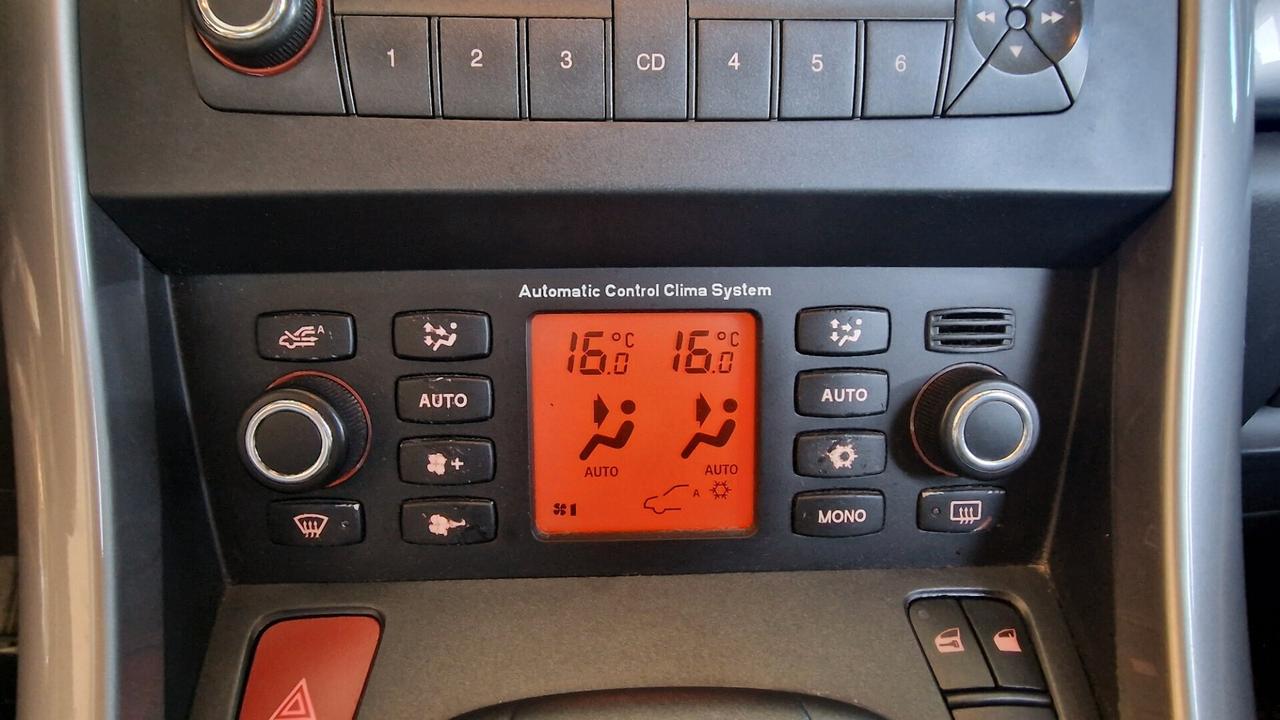 1 2 3 CD 4 5 6
Automatic Control Clima System
A
16.0 °C 16.0 °C
AUTO
AUTO
AUTO AUTO
A
+
1
MONO